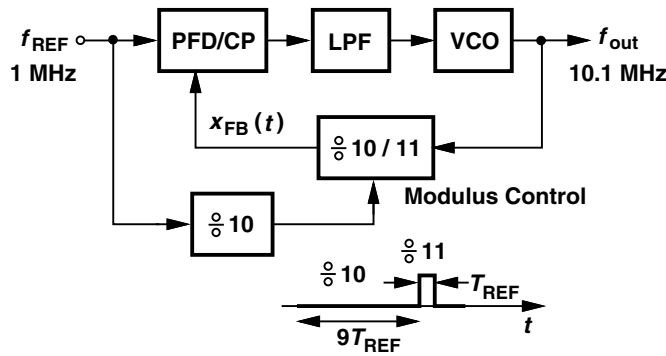 f_REF
1 MHz
PFD/CP
LPF
VCO
f_out
10.1 MHz
x_FB (t)
÷ 10 / 11
Modulus Control
÷ 10
÷ 11
÷ 10
T_REF
9T_REF
t